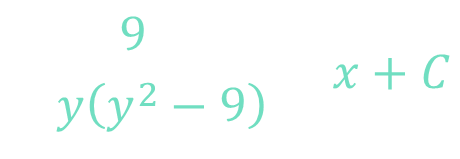 9
y(y² − 9)
x + C